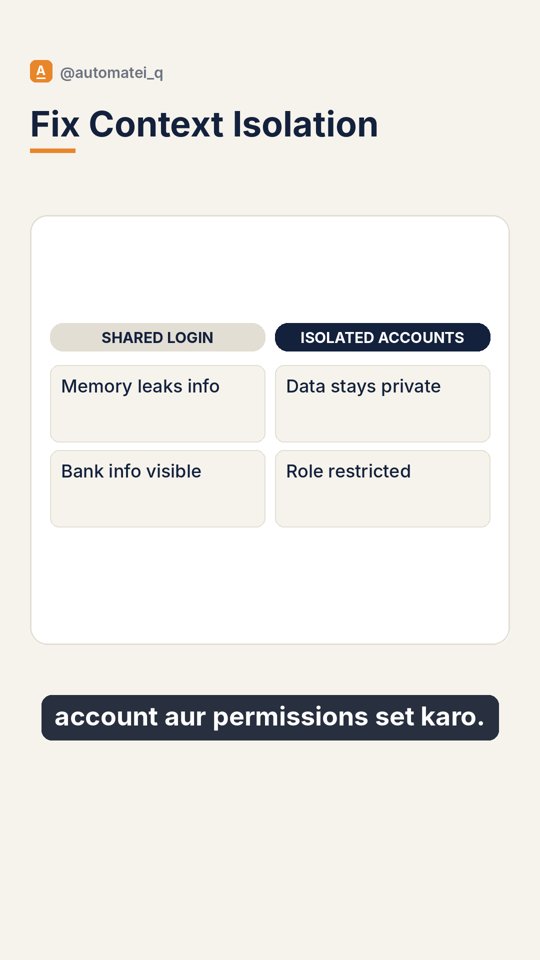 A @automatei_q
Fix Context Isolation
SHARED LOGIN ISOLATED ACCOUNTS
Memory leaks info Data stays private
Bank info visible Role restricted
account aur permissions set karo.